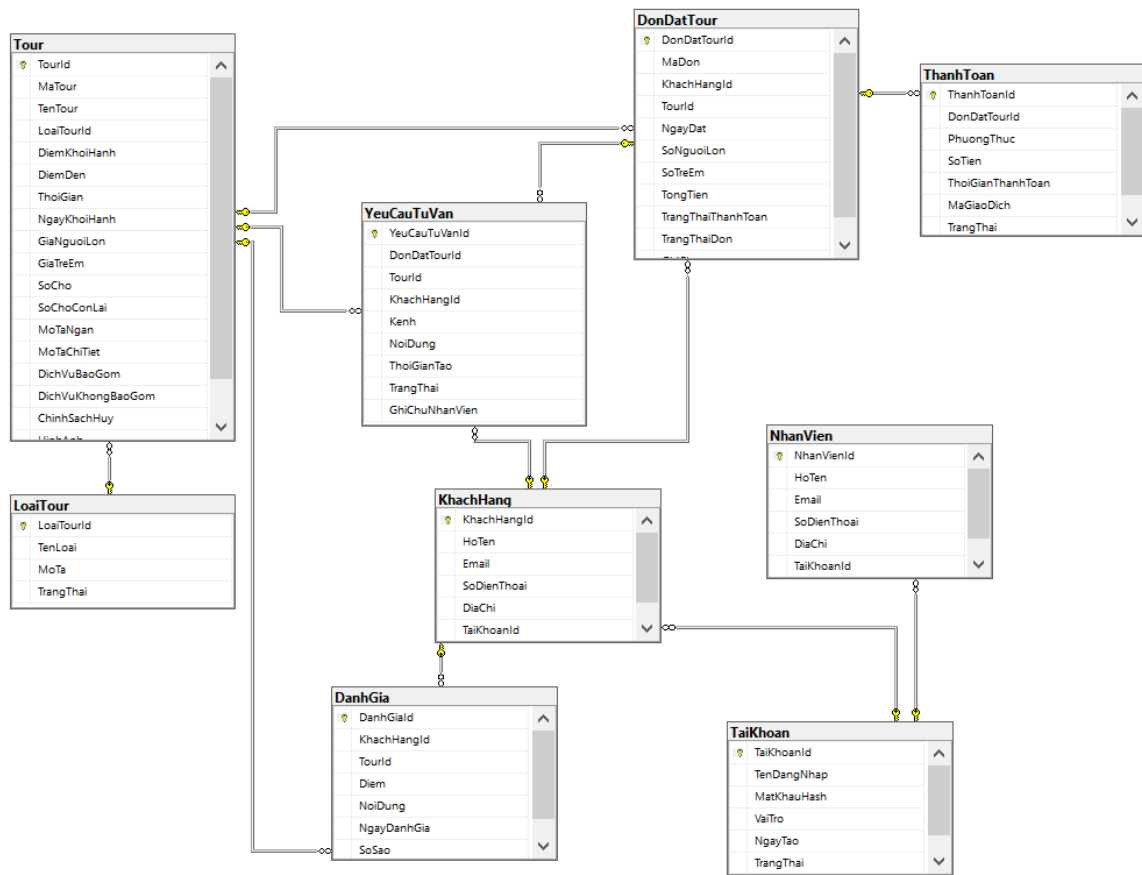 Tour
TourId
MaTour
TenTour
LoaiTourId
DiemKhoiHanh
DiemDen
ThoiGian
NgayKhoiHanh
GiaNguoiLon
GiaTreEm
SoCho
SoChoConLai
MoTaNgan
MoTaChiTiet
DichVuBaoGom
DichVuKhongBaoGom
ChinhSachHuy
DonDatTour
DonDatTourId
MaDon
KhachHangId
TourId
NgayDat
SoNguoiLon
SoTreEm
TongTien
TrangThaiThanhToan
TrangThaiDon
ThanhToan
ThanhToanId
DonDatTourId
PhuongThuc
SoTien
ThoiGianThanhToan
MaGiaoDich
TrangThai
YeuCauTuVan
YeuCauTuVanId
DonDatTourId
TourId
KhachHangId
Kenh
NoiDung
ThoiGianTao
TrangThai
GhiChuNhanVien
LoaiTour
LoaiTourId
TenLoai
MoTa
TrangThai
KhachHang
KhachHangId
HoTen
Email
SoDienThoai
DiaChi
TaiKhoanId
NhanVien
NhanVienId
HoTen
Email
SoDienThoai
DiaChi
TaiKhoanId
DanhGia
DanhGiaId
KhachHangId
TourId
Diem
NoiDung
NgayDanhGia
SoSao
TaiKhoan
TaiKhoanId
TenDangNhap
MatKhauHash
VaiTro
NgayTao
TrangThai